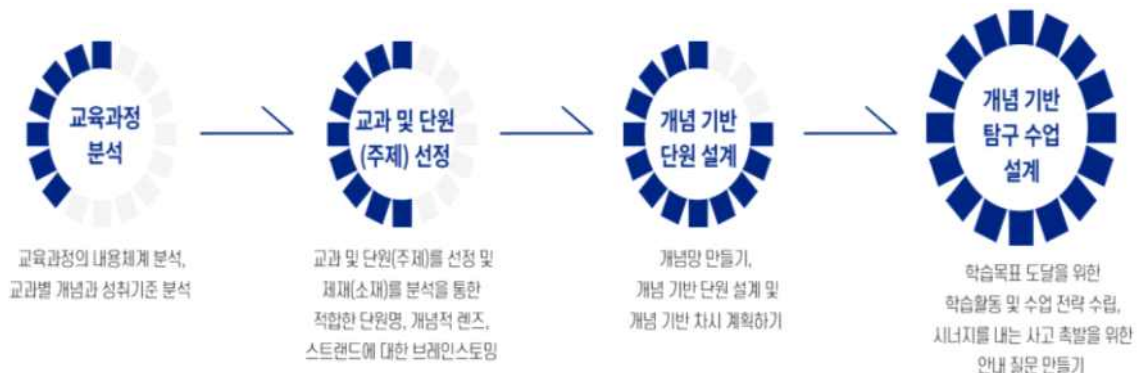 교육과정
분석
교육과정의 내용체계 분석,
교과별 개념과 성취기준 분석
교과 및 단원
(주제) 선정
교과 및 단원(주제)를 선정 및
제재(소재)를 분석을 통한
적합한 단원명, 개념적 렌즈,
스트랜드에 대한 브레인스토밍
개념 기반
단원 설계
개념망 만들기,
개념 기반 단원 설계 및
개념 기반 차시 계획하기
개념 기반
탐구 수업
설계
학습목표 도달을 위한
학습활동 및 수업 전략 수립,
시너지를 내는 사고 촉발을 위한
안내 질문 만들기